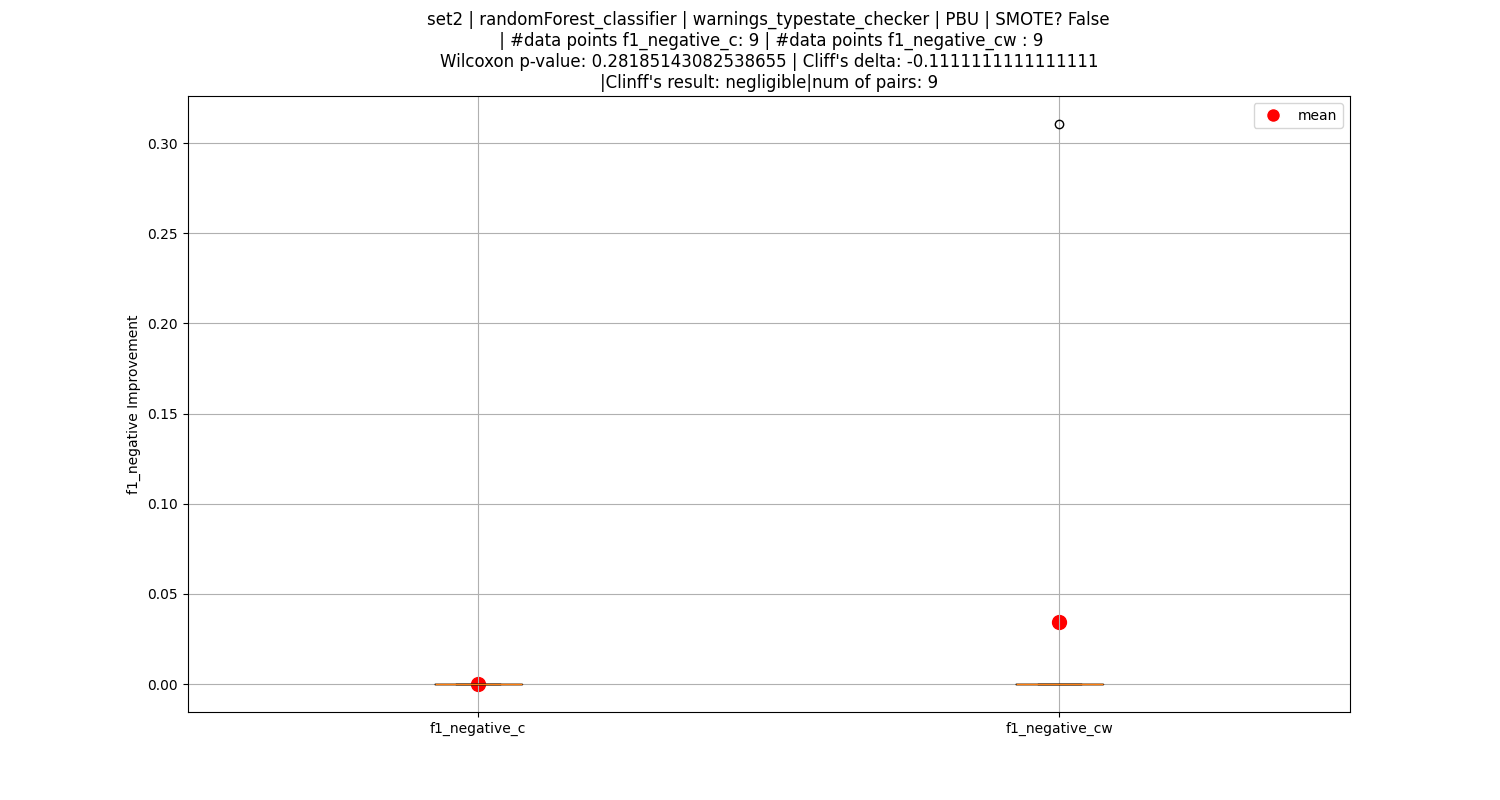 set2 | randomForest_classifier | warnings_typestate_checker | PBU | SMOTE? False
| #data points f1_negative_c: 9 | #data points f1_negative_cw : 9
Wilcoxon p-value: 0.28185143082538655 | Cliff's delta: -0.1111111111111111
|Clinff's result: negligible|num of pairs: 9
mean
0.30
0.25
0.20
0.15
0.10
0.05
0.00
f1_negative Improvement
f1_negative_c
f1_negative_cw